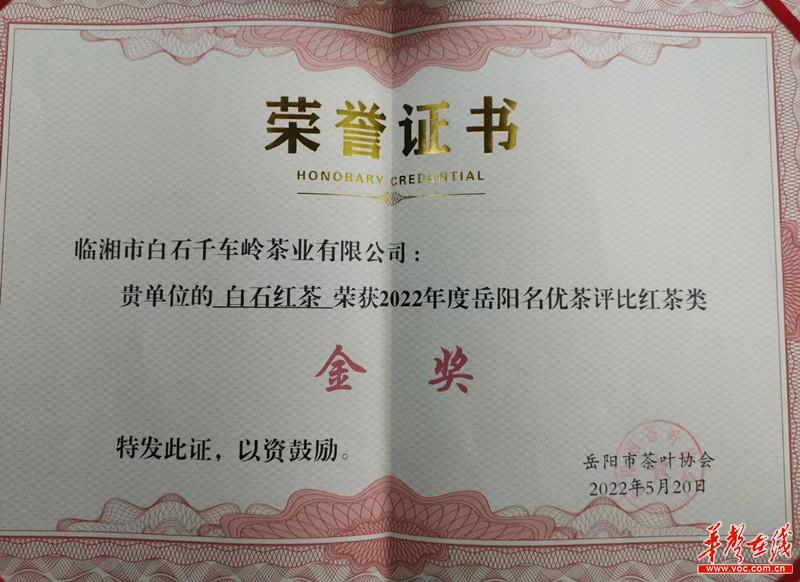 荣誉证书
HONORARY CREDENTIAL
临湘市白石千车岭茶业有限公司：
贵单位的 白石红茶 荣获2022年度岳阳名优茶评比红茶类
金奖
特发此证，以资鼓励。
岳阳市茶叶协会
2022年5月20日
华声在线
www.voc.com.cn